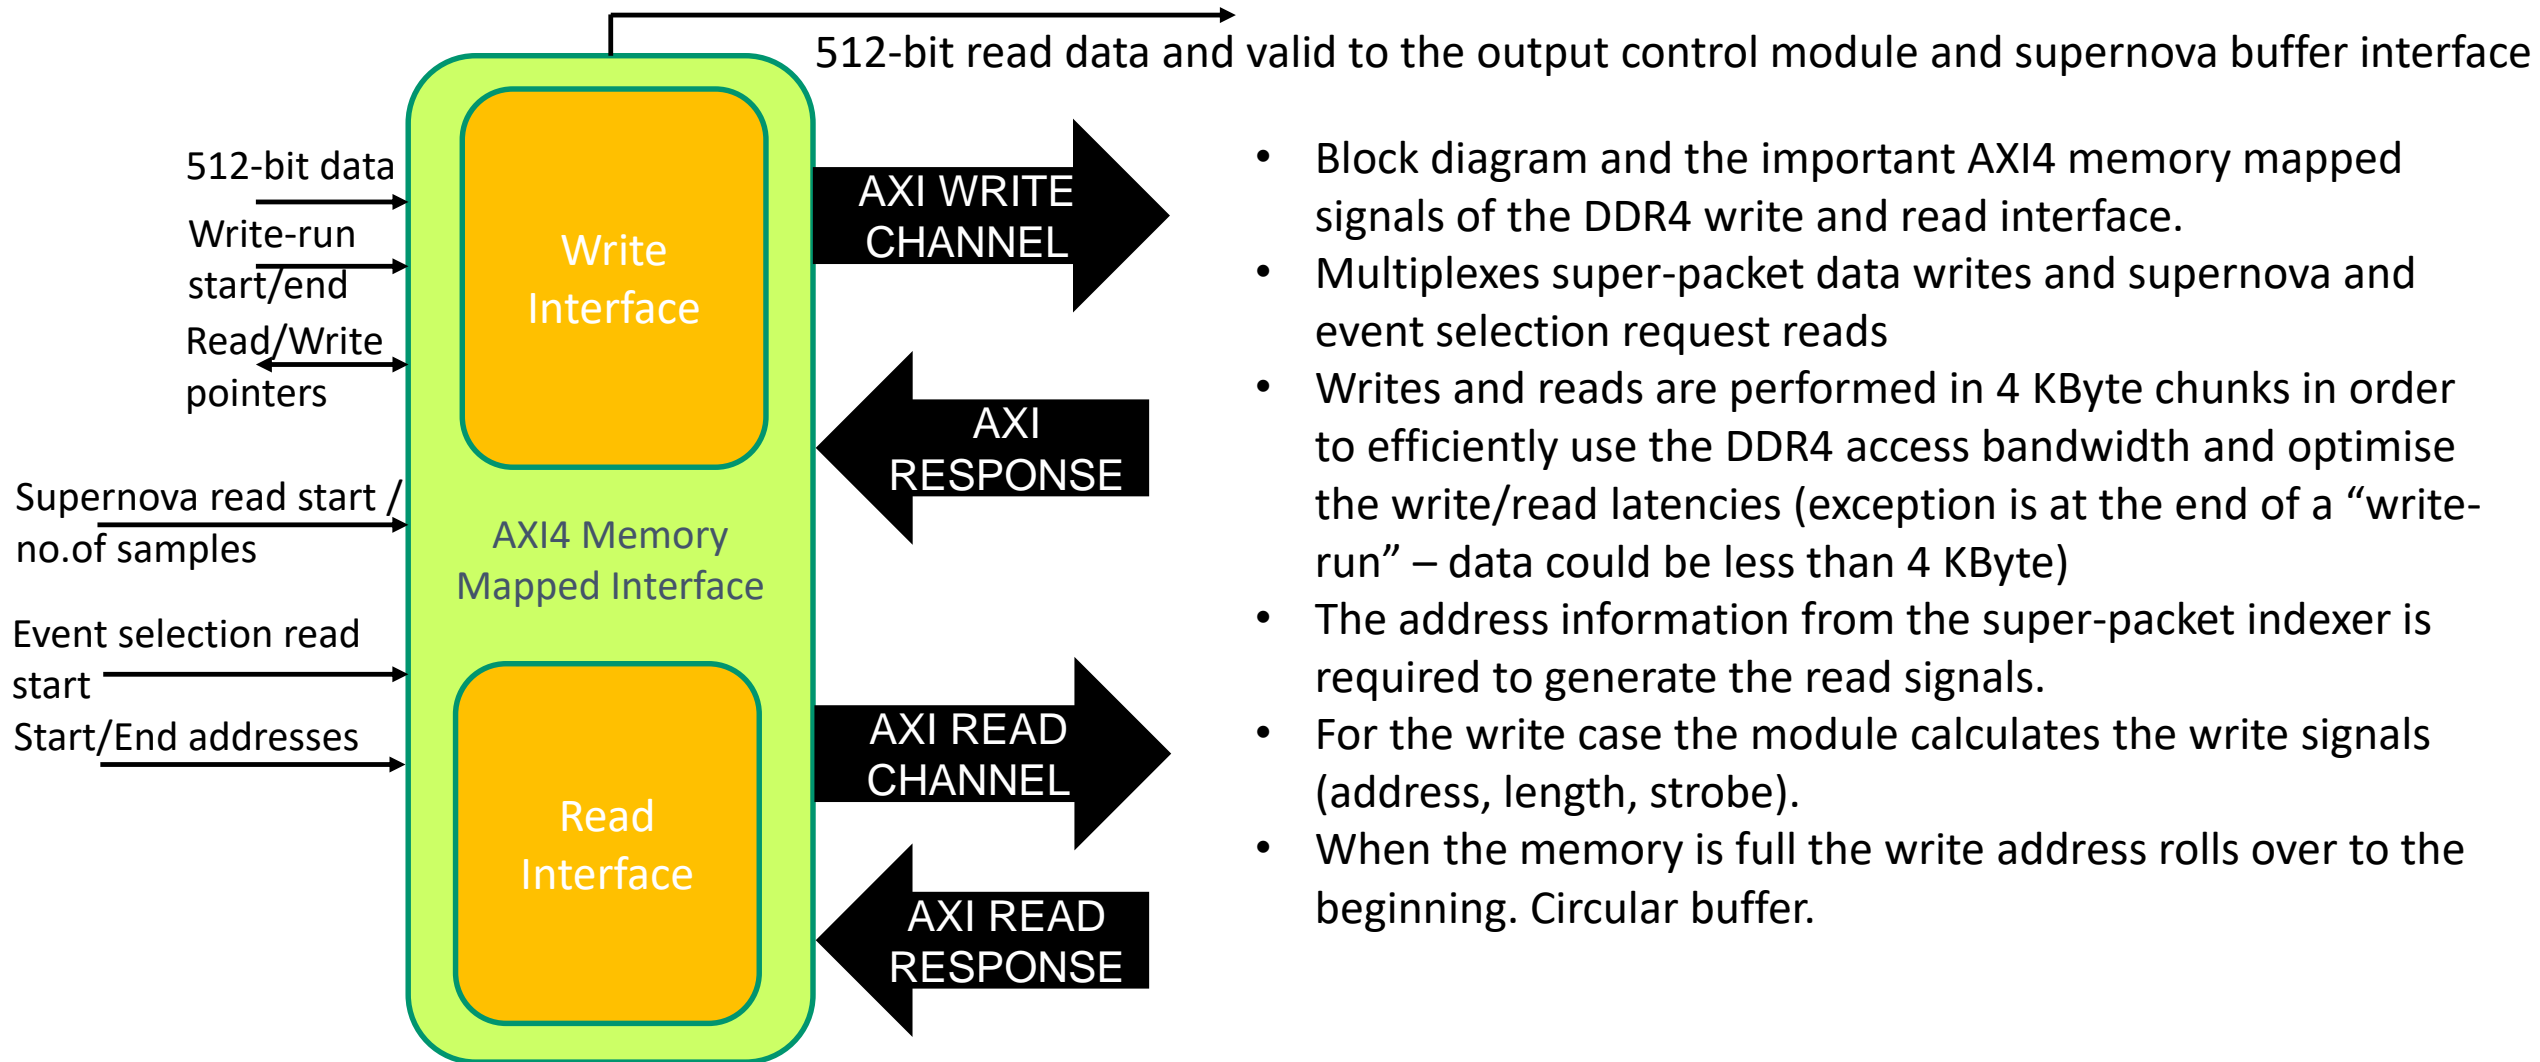 512-bit read data and valid to the output control module and supernova buffer interface
512-bit data
Write-run
start/end
Read/Write
pointers
Supernova read start /
no.of samples
Event selection read
start
Start/End addresses
Write
Interface
AXI4 Memory
Mapped Interface
Read
Interface
AXI WRITE
CHANNEL
AXI
RESPONSE
AXI READ
CHANNEL
AXI READ
RESPONSE
• Block diagram and the important AXI4 memory mapped
signals of the DDR4 write and read interface.
• Multiplexes super-packet data writes and supernova and
event selection request reads
• Writes and reads are performed in 4 KByte chunks in order
to efficiently use the DDR4 access bandwidth and optimise
the write/read latencies (exception is at the end of a “write-
run” – data could be less than 4 KByte)
• The address information from the super-packet indexer is
required to generate the read signals.
• For the write case the module calculates the write signals
(address, length, strobe).
• When the memory is full the write address rolls over to the
beginning. Circular buffer.